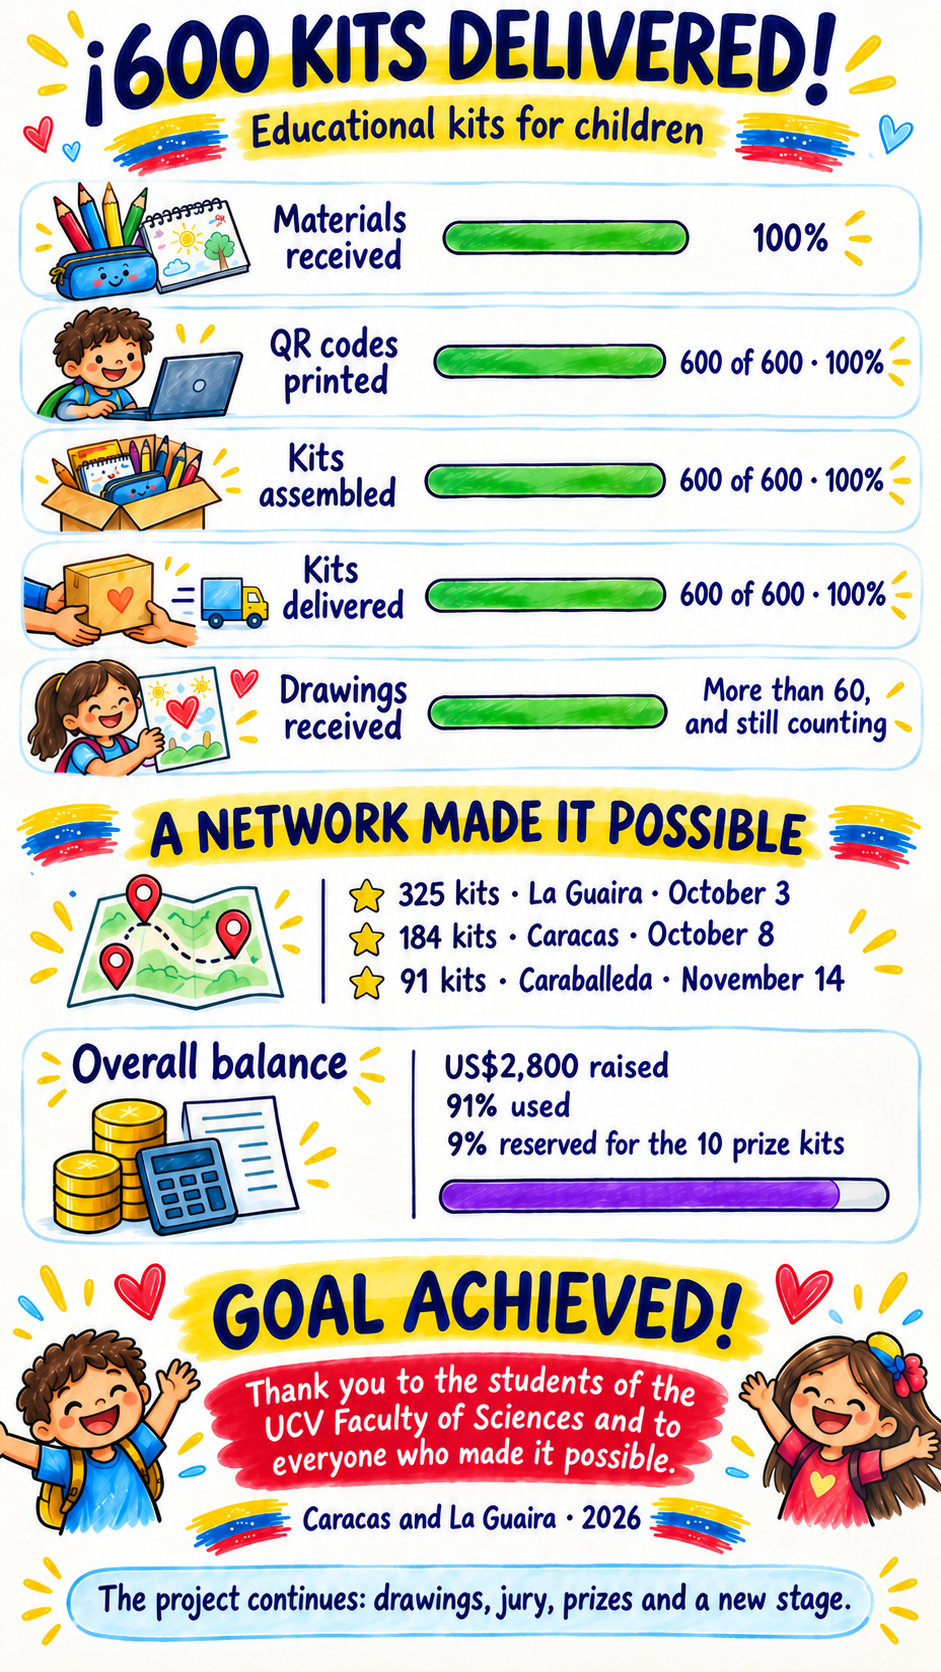 ¡600 KITS DELIVERED!
Educational kits for children
Materials
received
100%
QR codes
printed
600 of 600 · 100%
Kits
assembled
600 of 600 · 100%
Kits
delivered
600 of 600 · 100%
Drawings
received
More than 60,
and still counting
A NETWORK MADE IT POSSIBLE
325 kits · La Guaira · October 3
184 kits · Caracas · October 8
91 kits · Caraballeda · November 14
Overall balance
US$2,800 raised
91% used
9% reserved for the 10 prize kits
GOAL ACHIEVED!
Thank you to the students of the
UCV Faculty of Sciences and to
everyone who made it possible.
Caracas and La Guaira · 2026
The project continues: drawings, jury, prizes and a new stage.